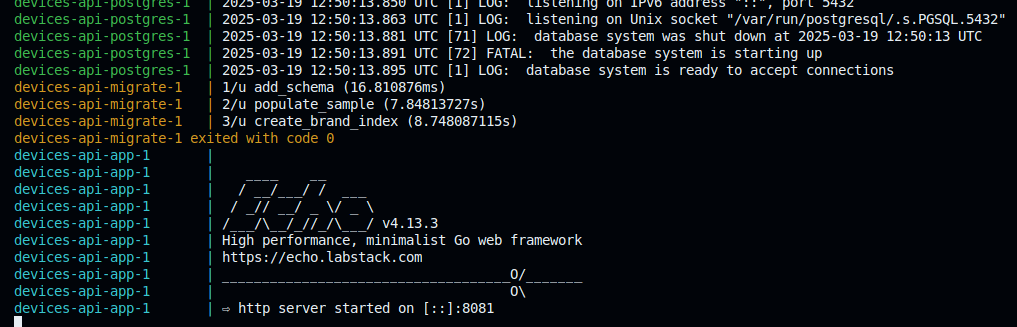 devices-api-postgres-1  | 2025-03-19 12:50:13.850 UTC [1] LOG:  listening on IPv6 address "::", port 5432
devices-api-postgres-1  | 2025-03-19 12:50:13.863 UTC [1] LOG:  listening on Unix socket "/var/run/postgresql/.s.PGSQL.5432"
devices-api-postgres-1  | 2025-03-19 12:50:13.881 UTC [71] LOG:  database system was shut down at 2025-03-19 12:50:13 UTC
devices-api-postgres-1  | 2025-03-19 12:50:13.891 UTC [72] FATAL:  the database system is starting up
devices-api-postgres-1  | 2025-03-19 12:50:13.895 UTC [1] LOG:  database system is ready to accept connections
devices-api-migrate-1   | 1/u add_schema (16.810876ms)
devices-api-migrate-1   | 2/u populate_sample (7.84813727s)
devices-api-migrate-1   | 3/u create_brand_index (8.748087115s)
devices-api-migrate-1 exited with code 0
devices-api-app-1       |
devices-api-app-1       |    ____    __
devices-api-app-1       |   / __/___/ /  ___
devices-api-app-1       |  / _// __/ _ \/ _ \
devices-api-app-1       | /___/\__/_//_/\___/ v4.13.3
devices-api-app-1       | High performance, minimalist Go web framework
devices-api-app-1       | https://echo.labstack.com
devices-api-app-1       | ____________________________________O/_______
devices-api-app-1       |                                     O\
devices-api-app-1       | ⇨ http server started on [::]:8081